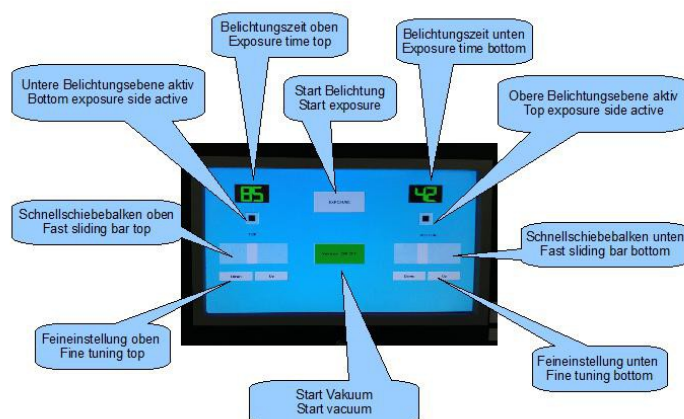 Belichtungszeit oben
Exposure time top
Belichtungszeit unten
Exposure time bottom
Untere Belichtungsebene aktiv
Bottom exposure side active
Start Belichtung
Start exposure
Obere Belichtungsebene aktiv
Top exposure side active
85
42
Schnellschiebebalken oben
Fast sliding bar top
Schnellschiebebalken unten
Fast sliding bar bottom
Feineinstellung oben
Fine tuning top
Feineinstellung unten
Fine tuning bottom
Start Vakuum
Start vacuum